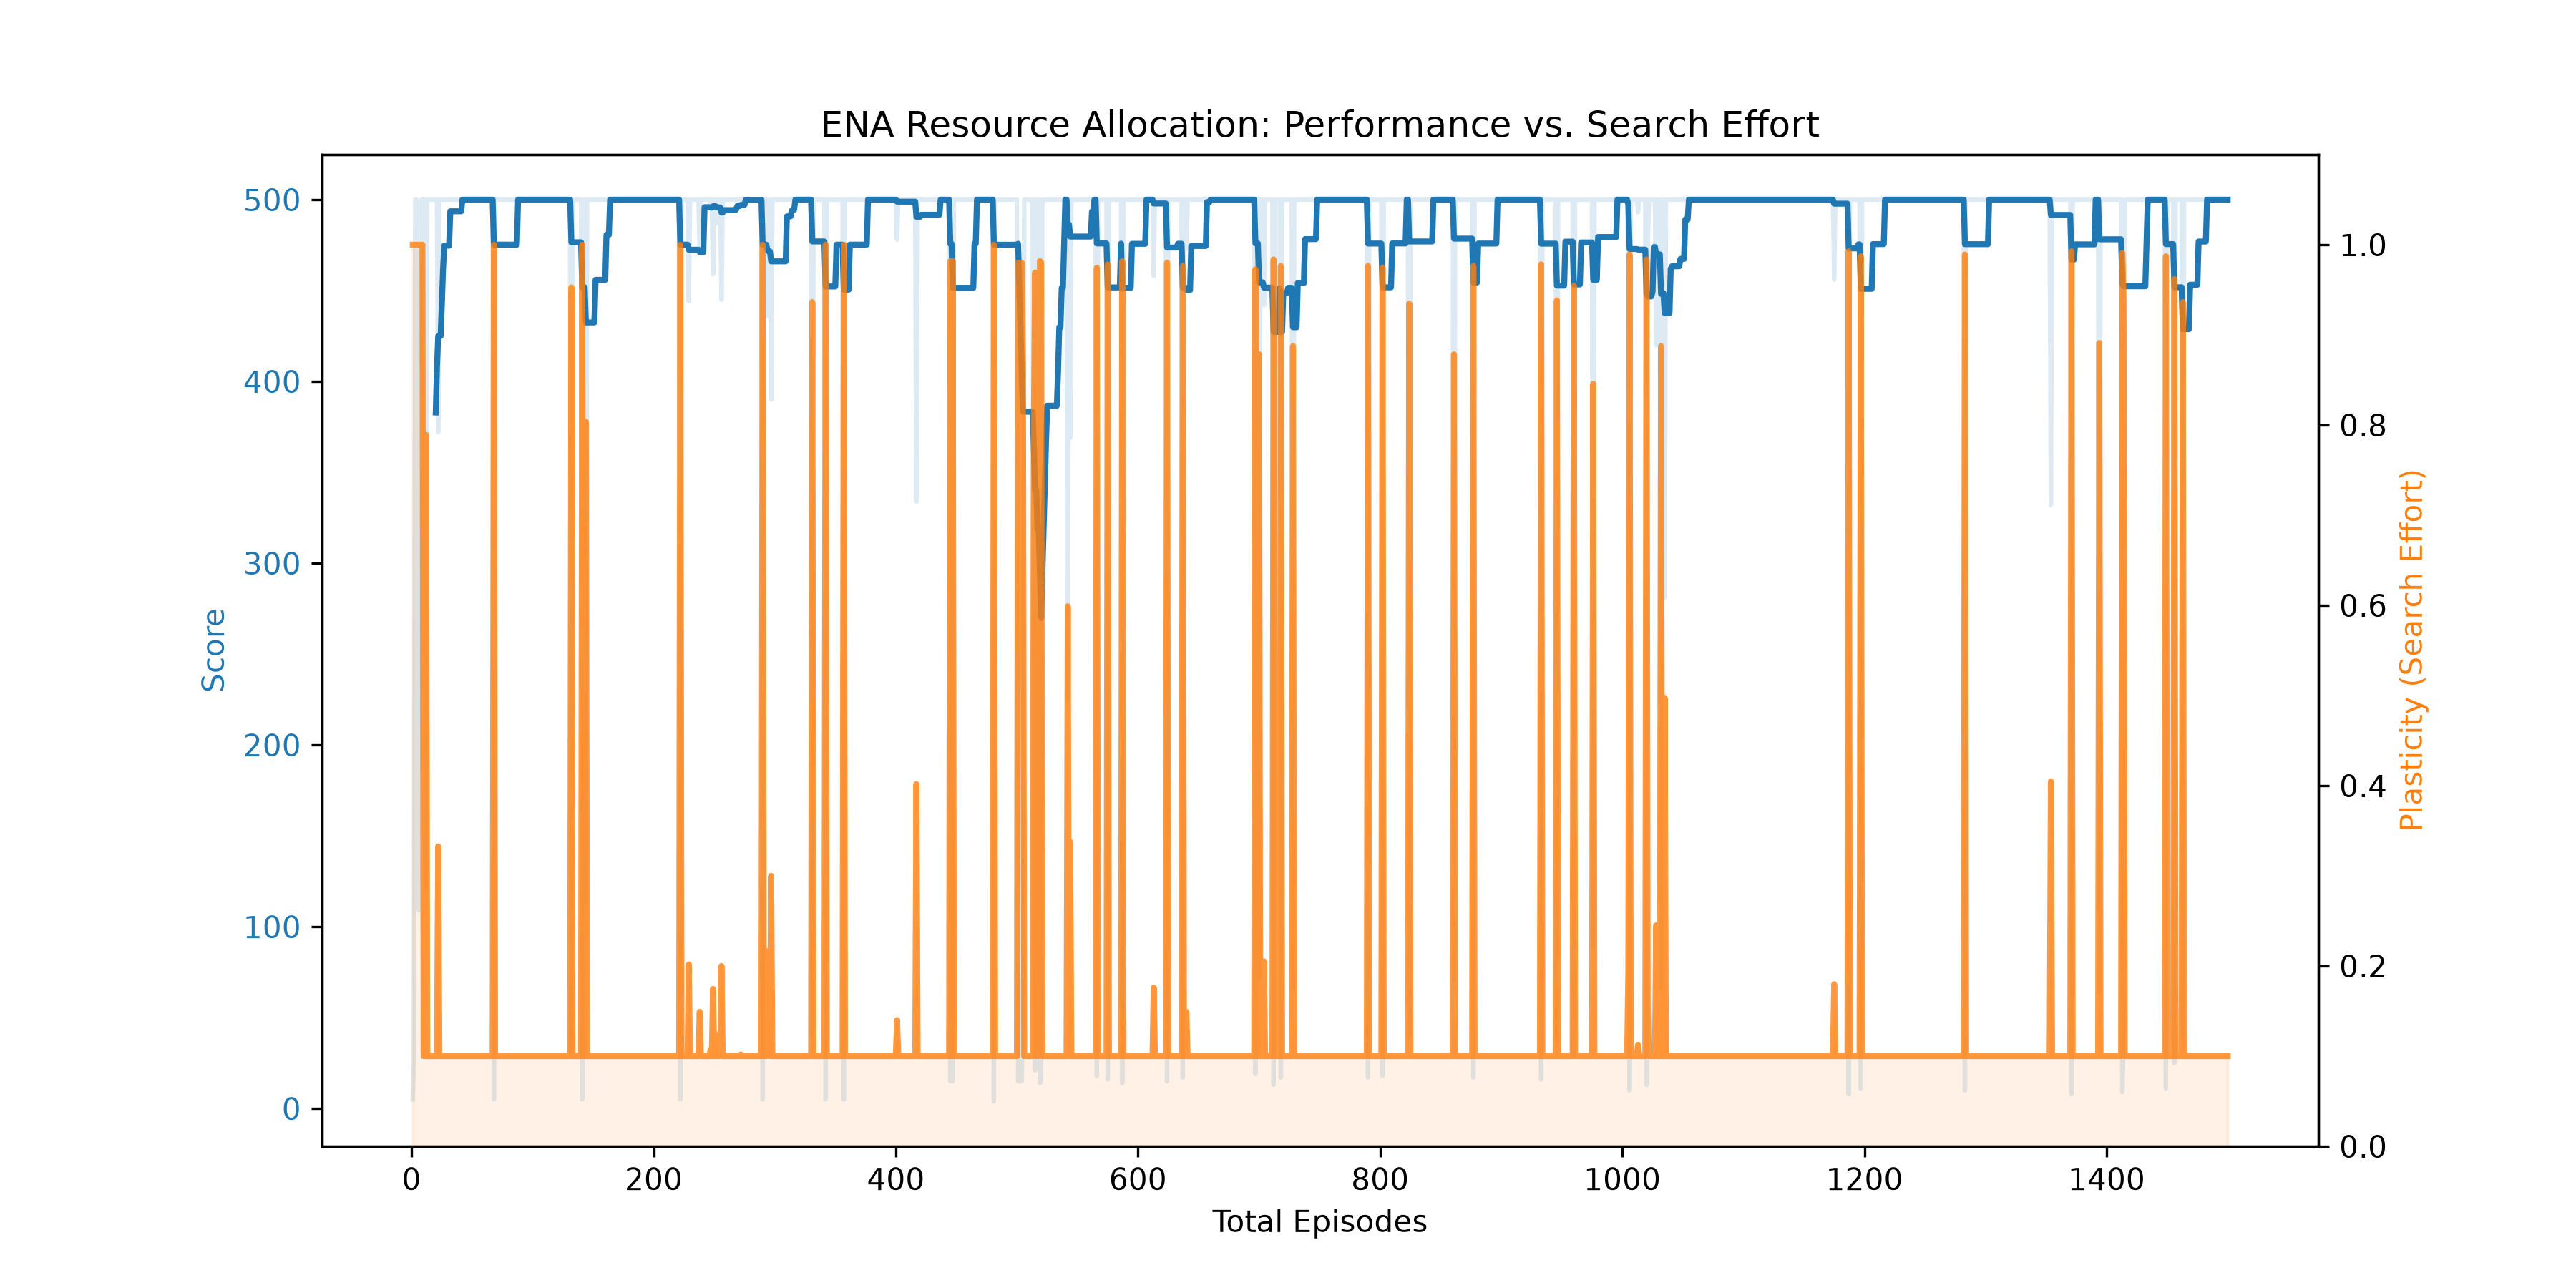 ENA Resource Allocation: Performance vs. Search Effort
500
400
300
200
100
0
Score
1.0
0.8
0.6
0.4
0.2
0.0
Plasticity (Search Effort)
0 200 400 600 800 1000 1200 1400
Total Episodes